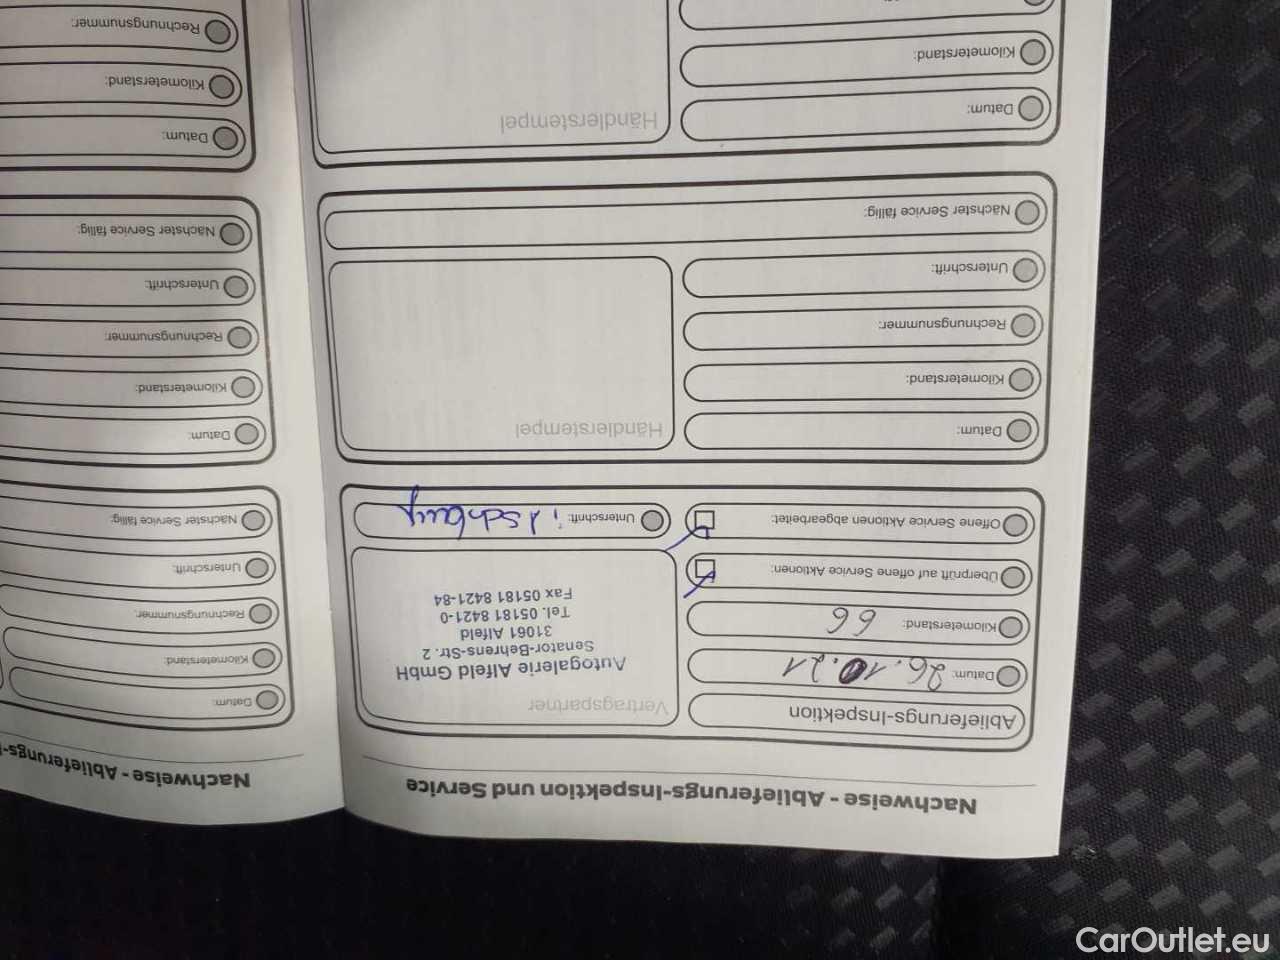 Nachweise - Ablieferungs-Inspektion und Service
Ablieferungs-Inspektion
Datum: 26.10.21
Kilometerstand: 66
Überprüft auf offene Service Aktionen:
Offene Service Aktionen abgearbeitet:
Vertragspartner
Autogalerie Alfeld GmbH
Senator-Behrens-Str. 2
31061 Alfeld
Tel. 05181 8421-0
Fax 05181 8421-84
Unterschrift:
Datum:
Kilometerstand:
Rechnungsnummer:
Unterschrift:
Nächster Service fällig:
Händlerstempel
Datum:
Kilometerstand:
Händlerstempel
Nachweise - Ablieferungs-
Datum:
Kilometerstand:
Rechnungsnummer:
Unterschrift:
Nächster Service fällig:
Datum:
Kilometerstand:
Rechnungsnummer:
Unterschrift:
Nächster Service fällig:
Datum:
Kilometerstand:
Rechnungsnummer:
CarOutlet.eu